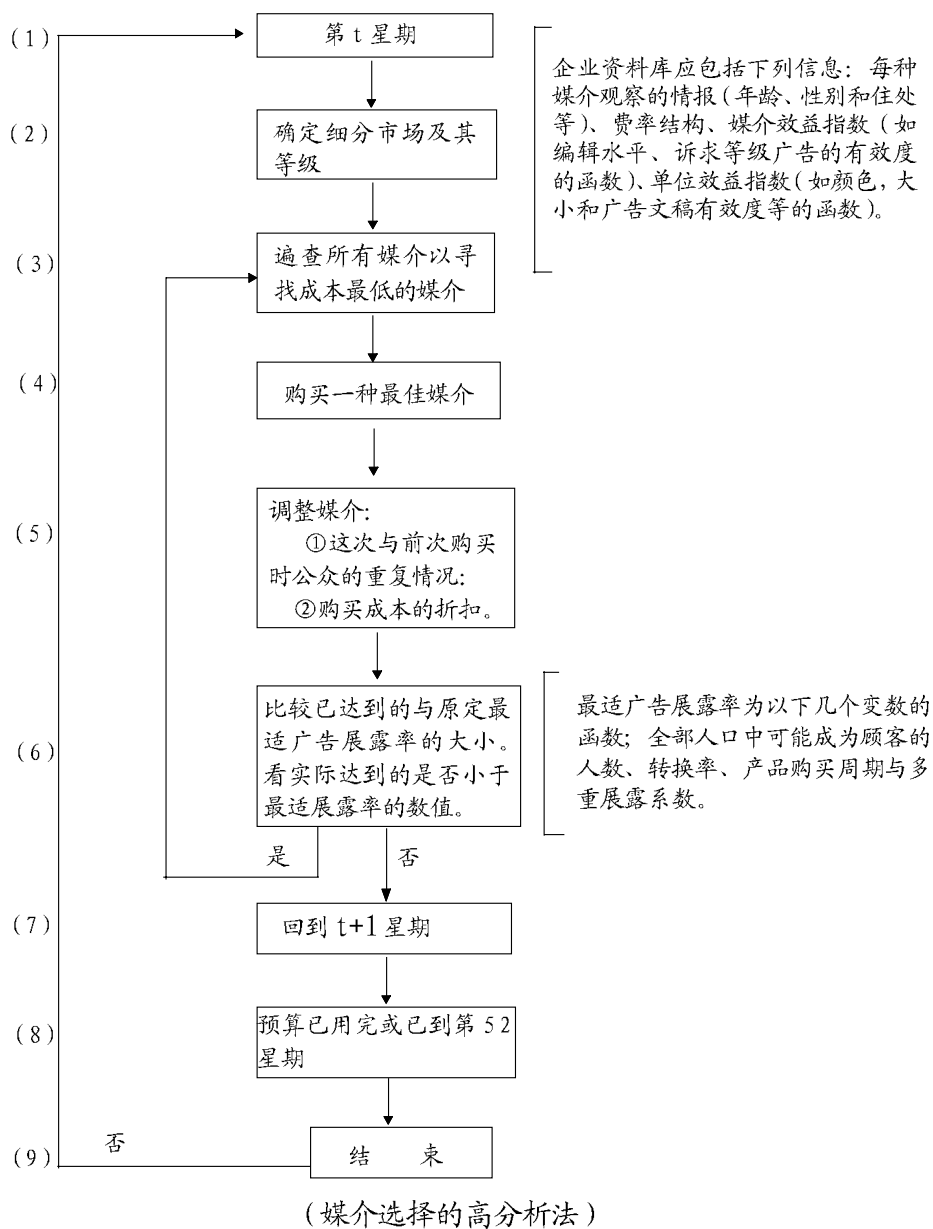 (1)
第 t 星期
企业资料库应包括下列信息：每种
媒介观察的情报(年龄、性别和住处
等)、费率结构、媒介效益指数(如
编辑水平、诉求等级广告的有效度
的函数)、单位效益指数(如颜色，大
小和广告文稿有效度等的函数)。
(2)
确定细分市场及其
等级
(3)
遍查所有媒介以寻
找成本最低的媒介
(4)
购买一种最佳媒介
(5)
调整媒介：
①这次与前次购买
时公众的重复情况：
②购买成本的折扣。
(6)
比较已达到的与原定最
适广告展露率的大小。
看实际达到的是否小于
最适展露率的数值。
最适广告展露率为以下几个变数的
函数；全部人口中可能成为顾客的
人数、转换率、产品购买周期与多
重展露系数。
是
否
(7)
回到 t+1 星期
(8)
预算已用完或已到第 52
星期
(9)
否
结 束
(媒介选择的高分析法)